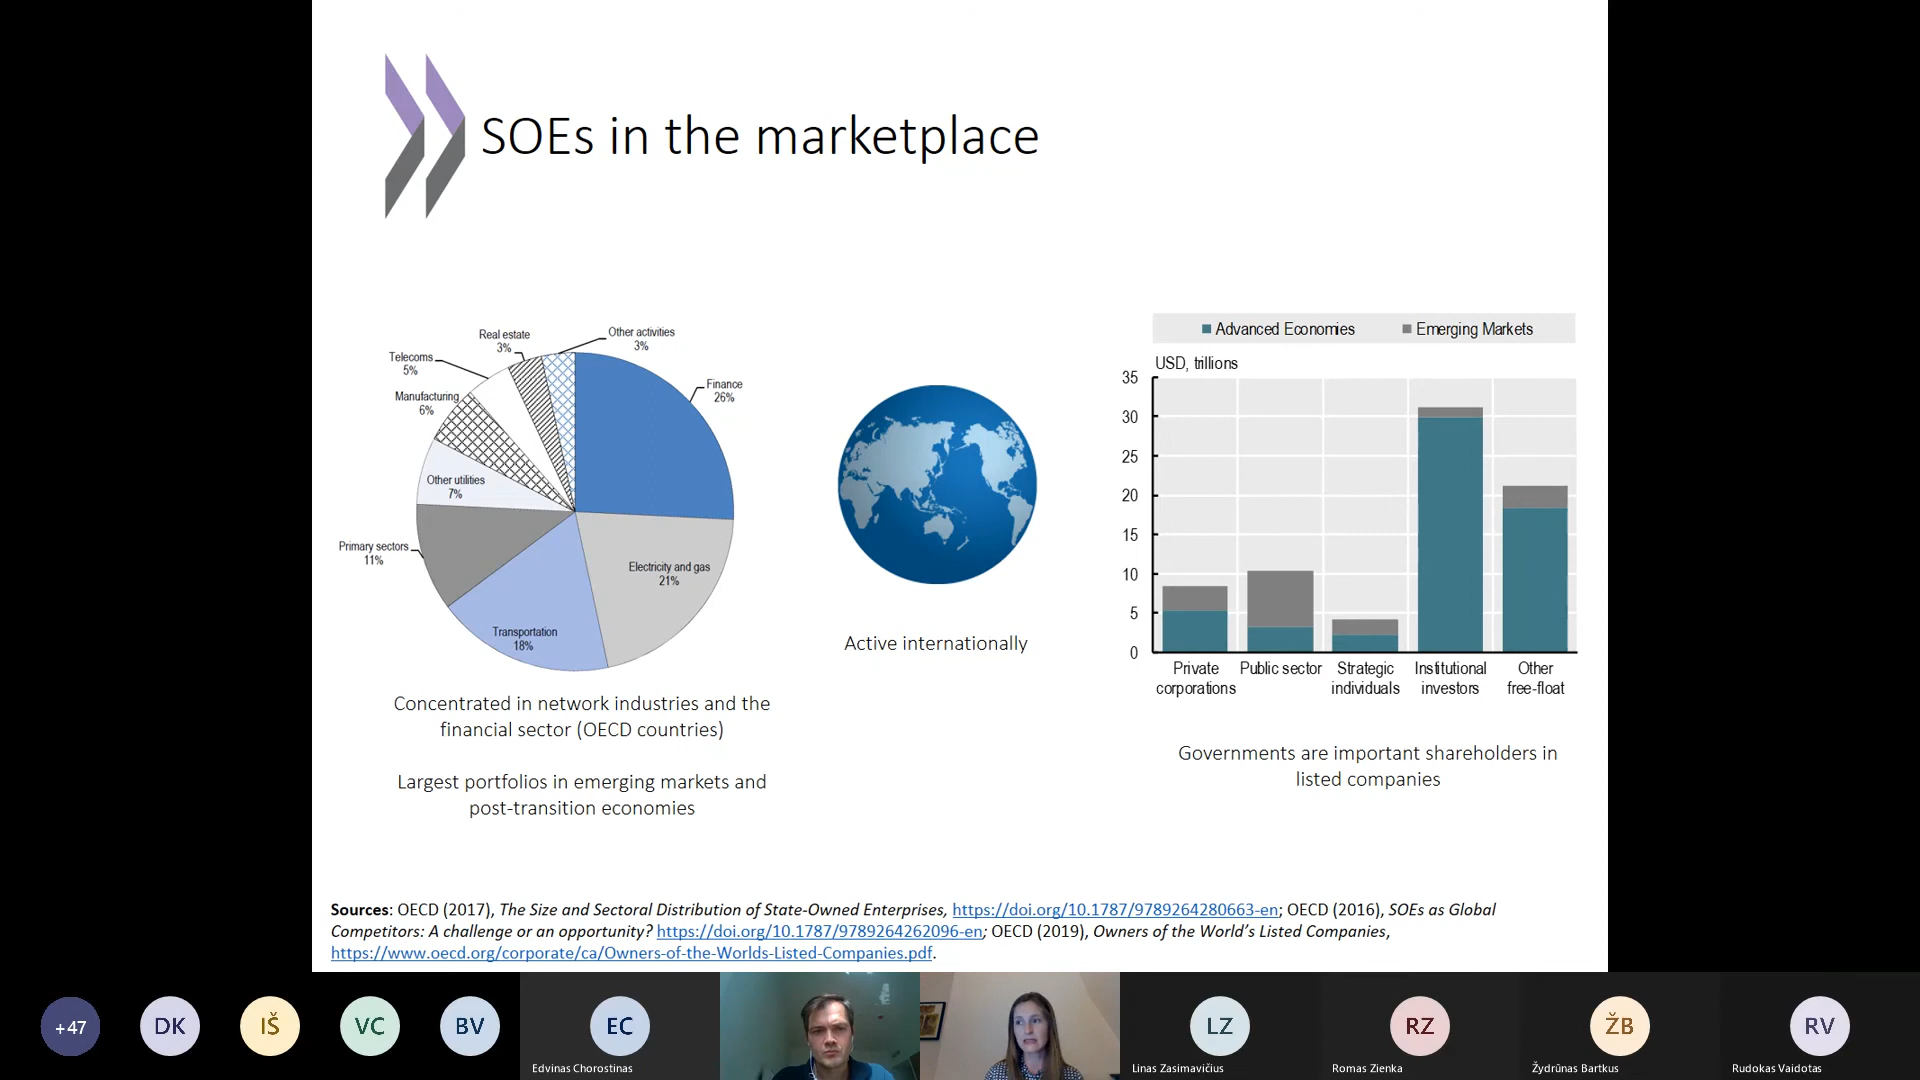 SOEs in the marketplace
Real estate
3%
Other activities
3%
Telecoms
5%
Finance
26%
Manufacturing
6%
Other utilities
7%
Primary sectors
11%
Electricity and gas
21%
Transportation
18%
Concentrated in network industries and the
financial sector (OECD countries)
Largest portfolios in emerging markets and
post-transition economies
Active internationally
Advanced Economies
Emerging Markets
USD, trillions
35
30
25
20
15
10
5
0
Private
corporations
Public sector
Strategic
individuals
Institutional
investors
Other
free-float
Governments are important shareholders in
listed companies
Sources: OECD (2017), The Size and Sectoral Distribution of State-Owned Enterprises, https://doi.org/10.1787/9789264280663-en; OECD (2016), SOEs as Global
Competitors: A challenge or an opportunity? https://doi.org/10.1787/9789264262096-en; OECD (2019), Owners of the World's Listed Companies,
https://www.oecd.org/corporate/ca/Owners-of-the-Worlds-Listed-Companies.pdf.
+47
DK
IŠ
VC
BV
EC
Edvinas Chorostinas
LZ
Linas Zasimavičius
RZ
Romas Zienka
ŽB
Žydrūnas Bartkus
RV
Rudokas Vaidotas